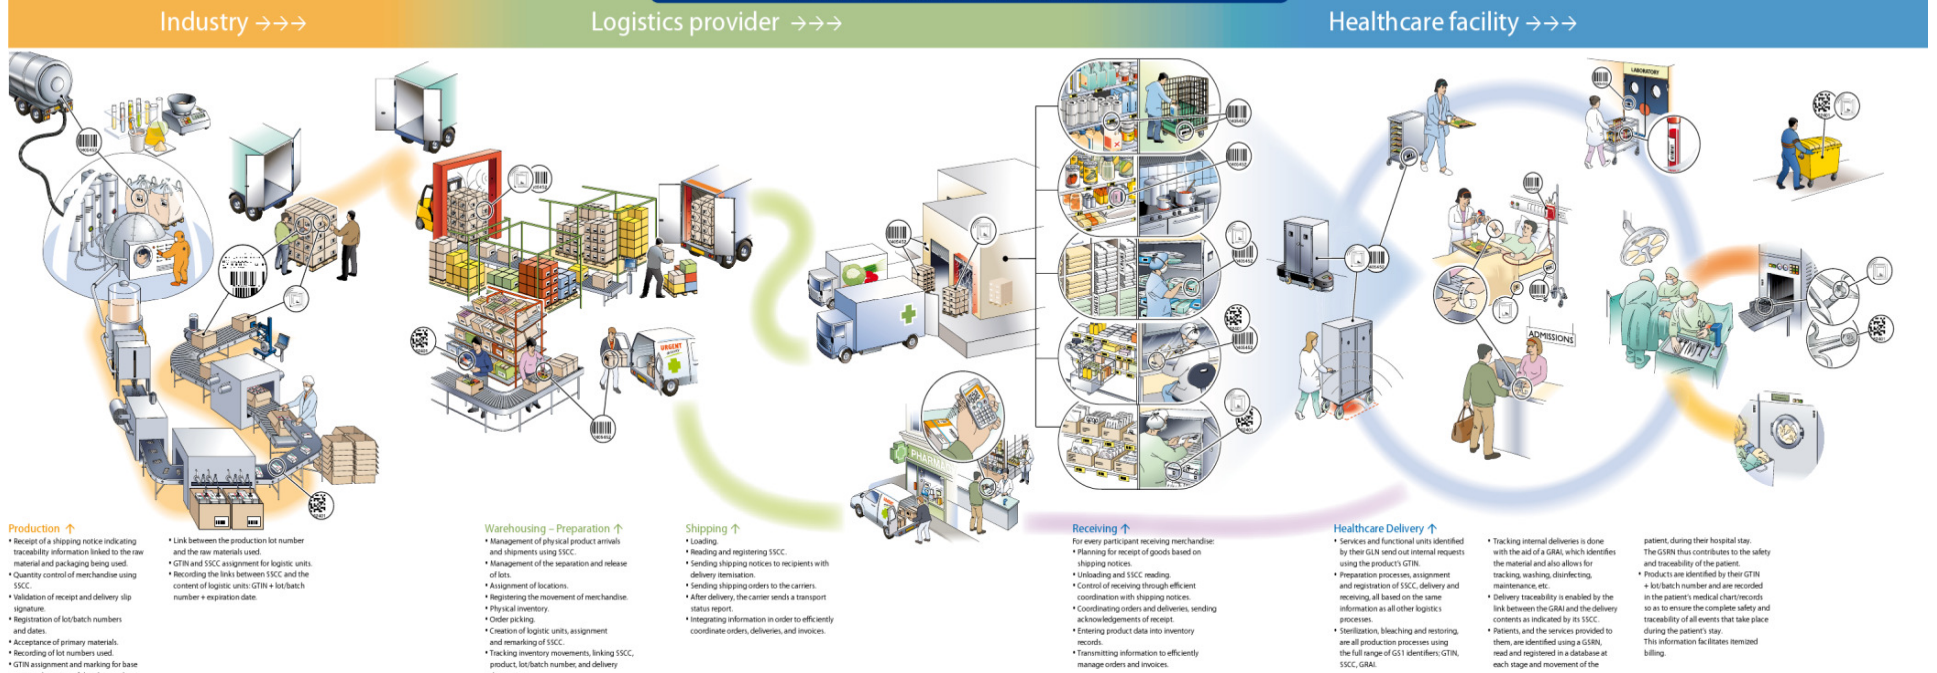 Industry →→→
Logistics provider →→→
Healthcare facility →→→
LABORATORY
URGENT
ADMISSIONS
SHEETS
Production ↑
• Receipt of a shipping notice indicating
traceability information linked to the raw
material and packaging being used.
• Quantity control of merchandise using
SSCC.
• Validation of receipt and delivery slip
signature.
• Registration of lot/batch numbers
and dates.
• Acceptance of primary materials.
• Recording of lot numbers used.
• GTIN assignment and marking for base
• Link between the production lot number
and the raw materials used.
• GTIN and SSCC assignment for logistic units.
• Recording the links between SSCC and the
content of logistic units: GTIN + lot/batch
number + expiration date.
Warehousing – Preparation ↑
• Management of physical product arrivals
and shipments using SSCC.
• Management of the separation and release
of lots.
• Assignment of locations.
• Registering the movement of merchandise.
• Physical inventory.
• Order picking.
• Creation of logistic units, assignment
and remarking of SSCC.
• Tracking inventory movements, linking SSCC,
product, lot/batch number, and delivery
Shipping ↑
• Loading.
• Reading and registering SSCC.
• Sending shipping notices to recipients with
delivery itemisation.
• Sending shipping orders to the carriers.
• After delivery, the carrier sends a transport
status report.
• Integrating information in order to efficiently
coordinate orders, deliveries, and invoices.
Receiving ↑
For every participant receiving merchandise:
• Planning for receipt of goods based on
shipping notices.
• Unloading and SSCC reading.
• Control of receiving through efficient
coordination with shipping notices.
• Coordinating orders and deliveries, sending
acknowledgements of receipt.
• Entering product data into inventory
records.
• Transmitting information to efficiently
manage orders and invoices.
Healthcare Delivery ↑
• Services and functional units identified
by their GLN send out internal requests
using the product's GTIN.
• Preparation processes, assignment
and registration of SSCC, delivery and
receiving, all based on the same
information as all other logistics
processes.
• Sterilization, bleaching and restoring,
are all production processes using
the full range of GS1 identifiers; GTIN,
SSCC, GRAI.
• Tracking internal deliveries is done
with the aid of a GRAI, which identifies
the material and also allows for
tracking, washing, disinfecting,
maintenance, etc.
• Delivery traceability is enabled by the
link between the GRAI and the delivery
contents as indicated by its SSCC.
• Patients, and the services provided to
them, are identified using a GSRN,
read and registered in a database at
each stage and movement of the
patient, during their hospital stay.
The GSRN thus contributes to the safety
and traceability of the patient.
• Products are identified by their GTIN
+ lot/batch number and are recorded
in the patient's medical chart/records
so as to ensure the complete safety and
traceability of all events that take place
during the patient's stay.
This information facilitates itemized
billing.